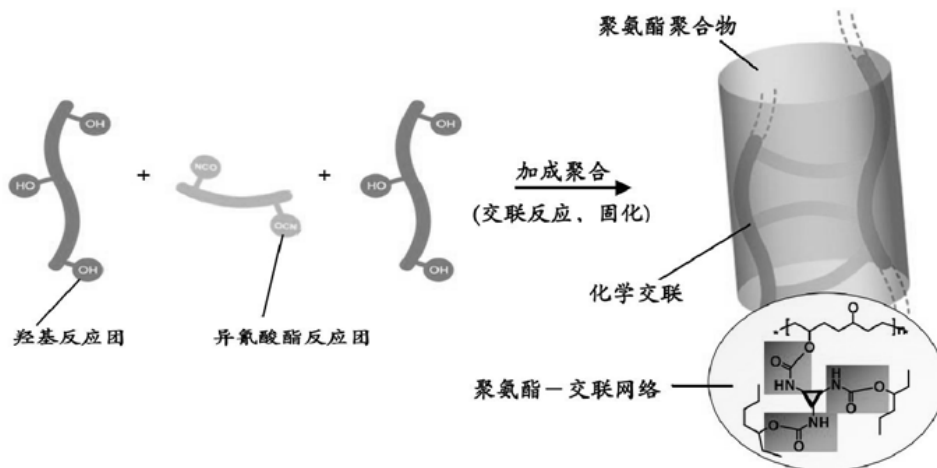 聚氨酯聚合物
OH
HO
OH
+
NCO
OCN
+
OH
HO
OH
加成聚合
(交联反应、固化)
化学交联
羟基反应团
异氰酸酯反应团
聚氨酯－交联网络
O
n
O
O
NH
HN
O
O
O
NH
O